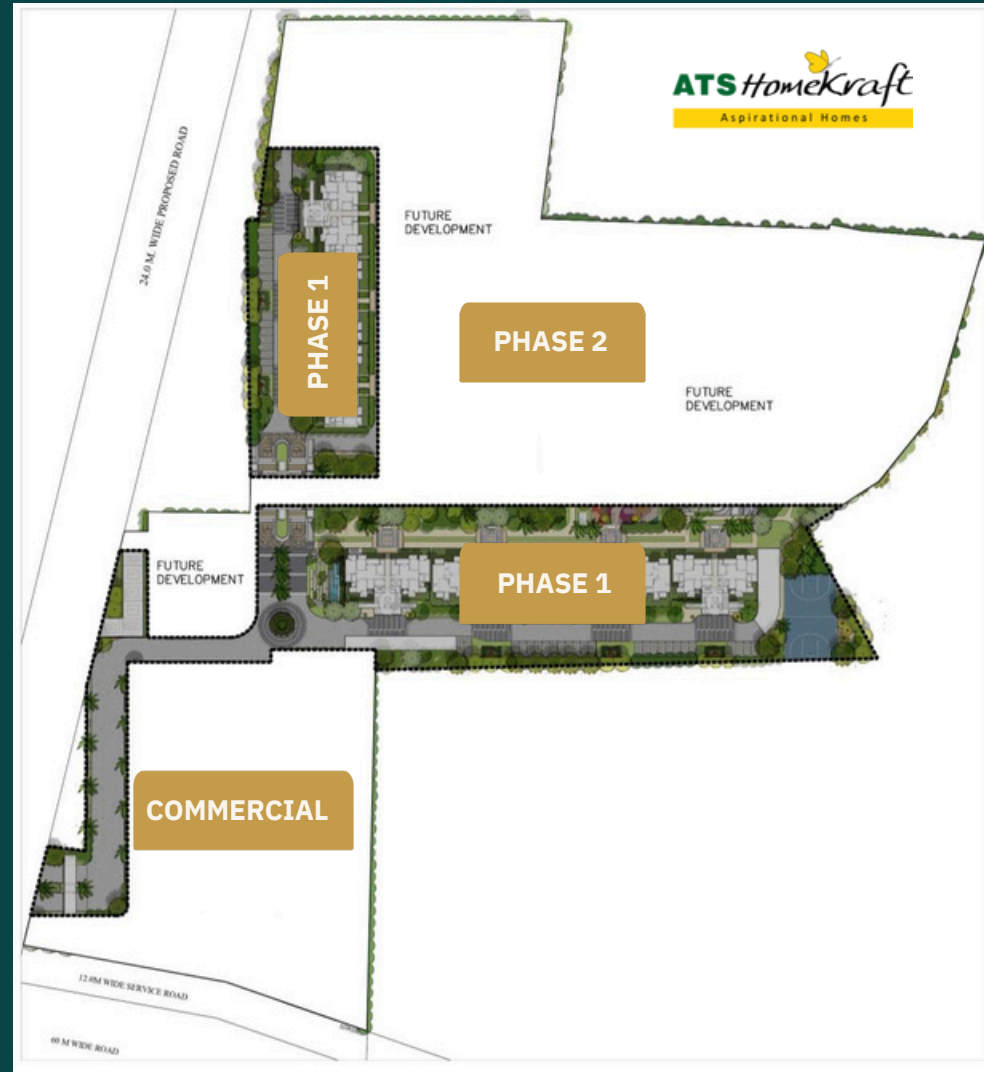 ATS HomeKraft
Aspirational Homes
24.0 M. WIDE PROPOSED ROAD
FUTURE
DEVELOPMENT
PHASE 1
PHASE 2
FUTURE
DEVELOPMENT
FUTURE
DEVELOPMENT
PHASE 1
COMMERCIAL
12.0M WIDE SERVICE ROAD
60 M WIDE ROAD